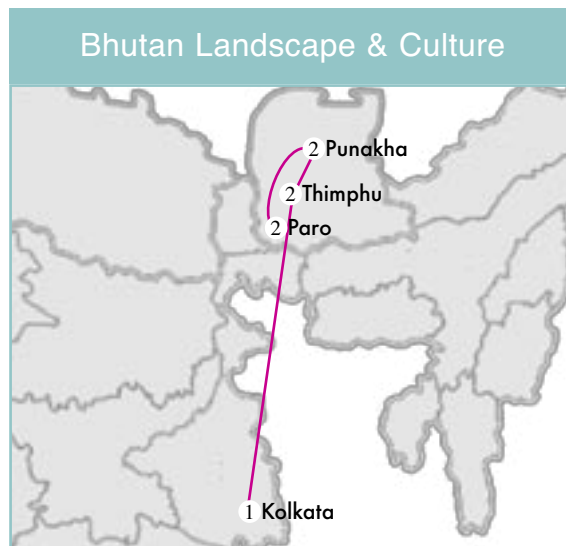 Bhutan Landscape & Culture
2 Punakha
2 Thimphu
2 Paro
1 Kolkata